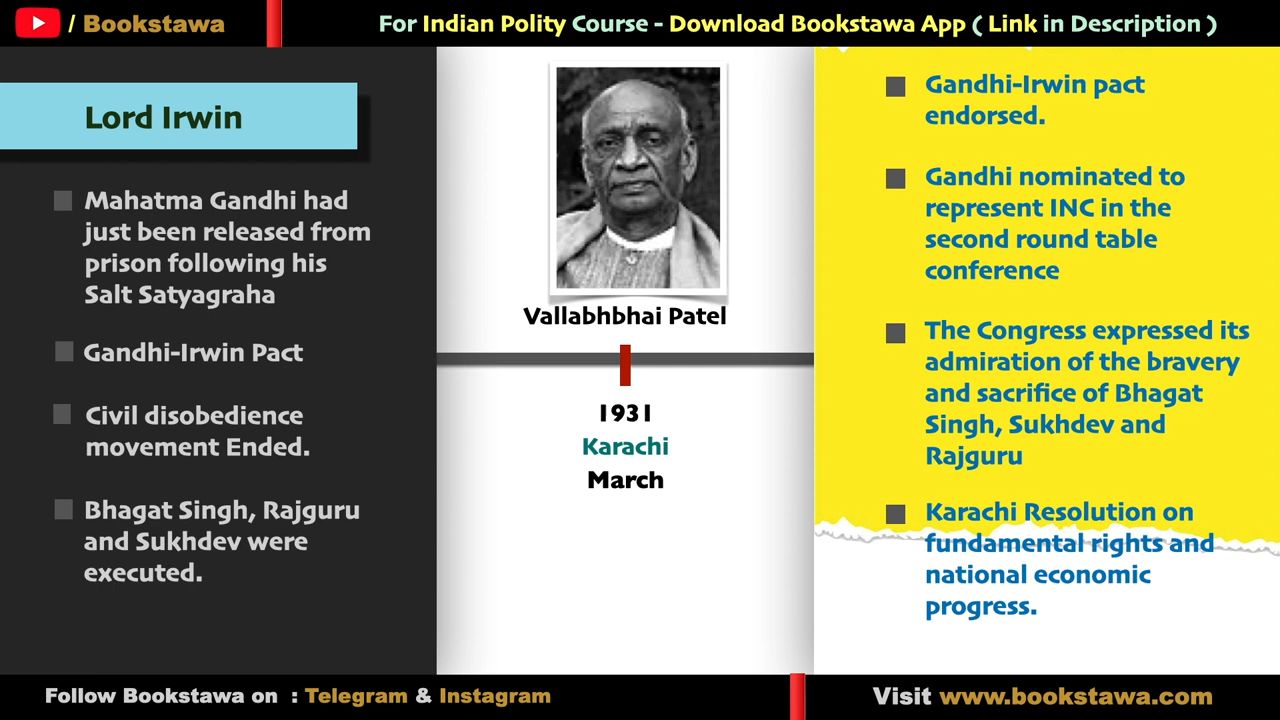 / Bookstawa
For Indian Polity Course - Download Bookstawa App ( Link in Description )
Lord Irwin
Mahatma Gandhi had
just been released from
prison following his
Salt Satyagraha
Gandhi-Irwin Pact
Civil disobedience
movement Ended.
Bhagat Singh, Rajguru
and Sukhdev were
executed.
Vallabhbhai Patel
1931
Karachi
March
Gandhi-Irwin pact
endorsed.
Gandhi nominated to
represent INC in the
second round table
conference
The Congress expressed its
admiration of the bravery
and sacrifice of Bhagat
Singh, Sukhdev and
Rajguru
Karachi Resolution on
fundamental rights and
national economic
progress.
Follow Bookstawa on : Telegram & Instagram
Visit www.bookstawa.com